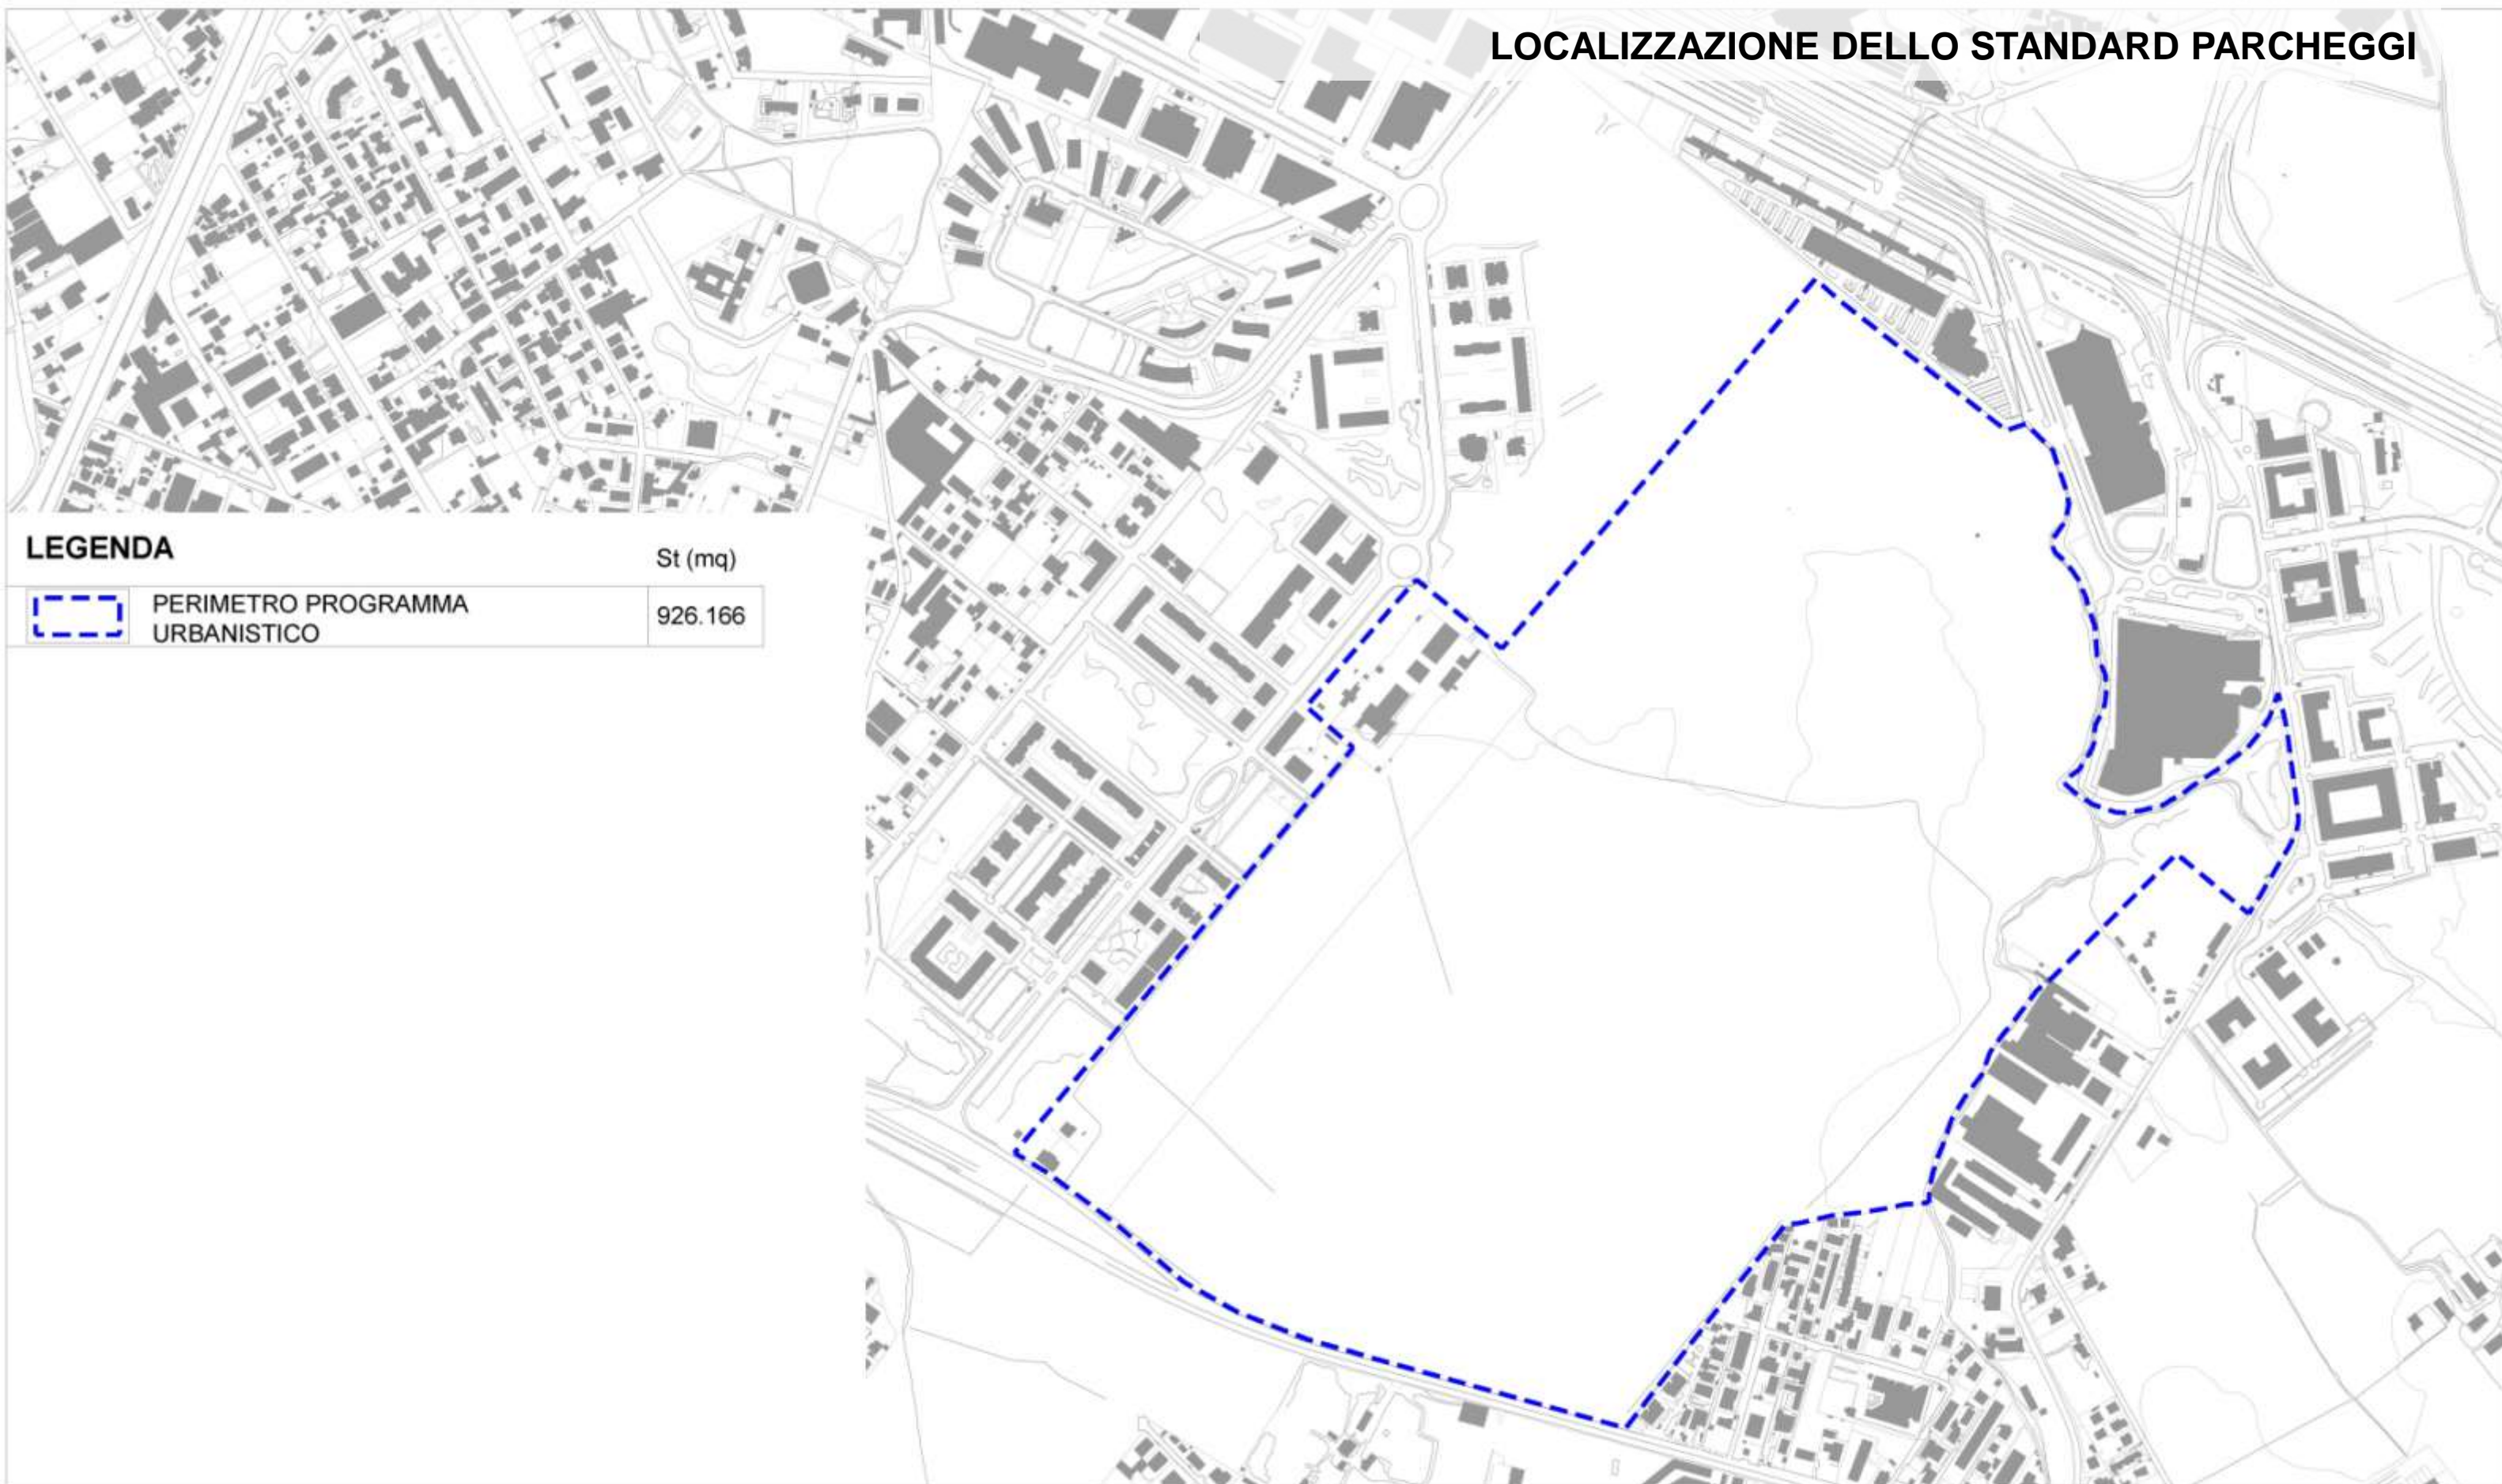 LOCALIZZAZIONE DELLO STANDARD PARCHEGGI
LEGENDA
St (mq)
PERIMETRO PROGRAMMA
URBANISTICO
926.166